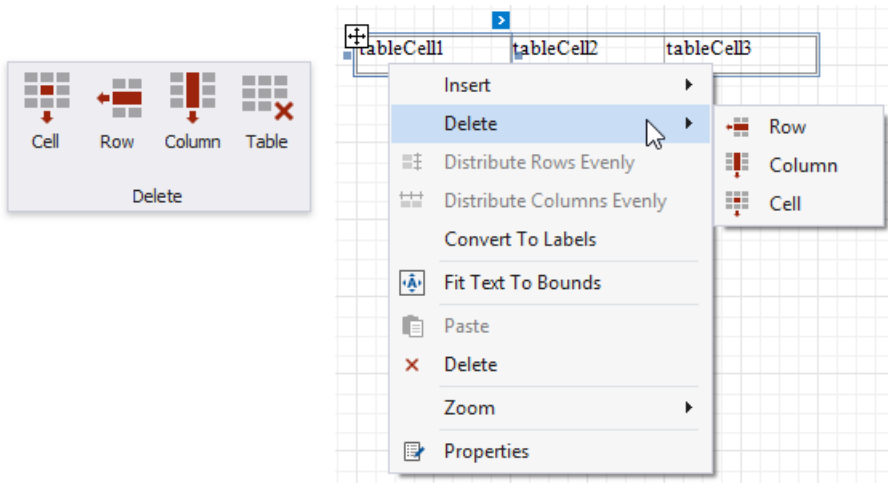 Cell Row Column Table
Delete
tableCell1 tableCell2 tableCell3
Insert
Delete
Distribute Rows Evenly
Distribute Columns Evenly
Convert To Labels
Fit Text To Bounds
Paste
Delete
Zoom
Properties
Row
Column
Cell